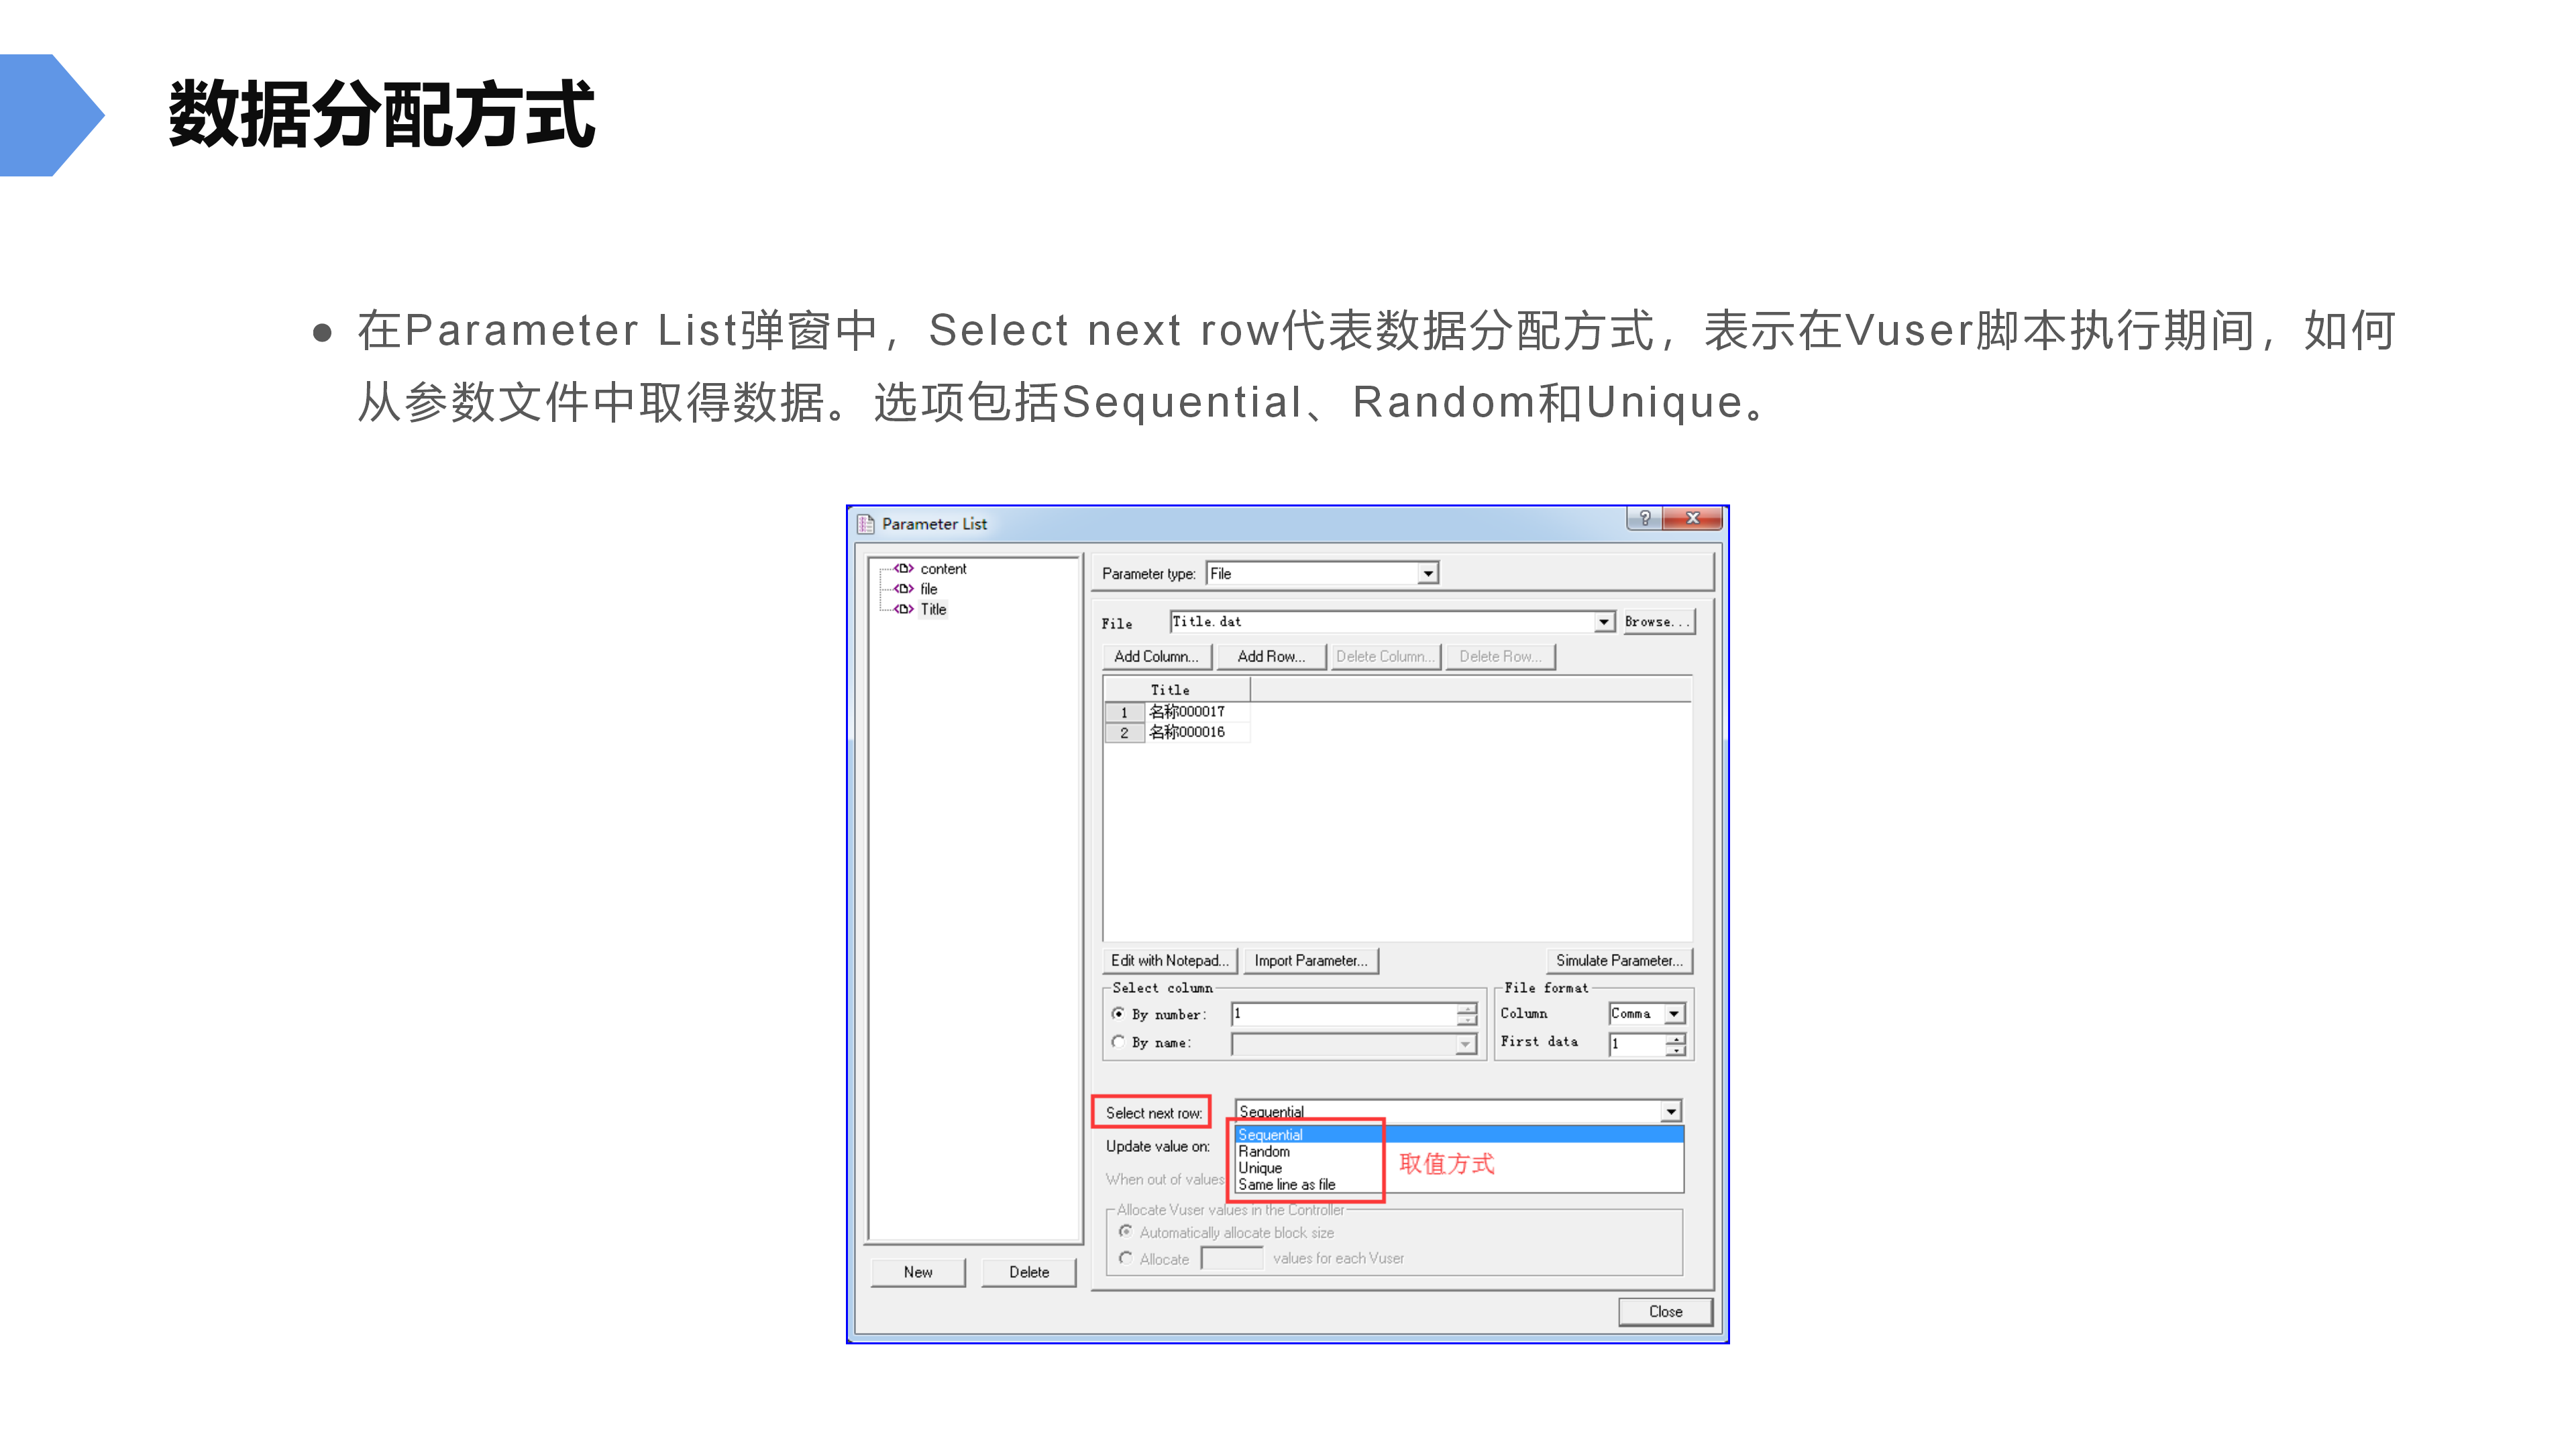 数据分配方式
● 在Parameter List弹窗中，Select next row代表数据分配方式，表示在Vuser脚本执行期间，如何
从参数文件中取得数据。选项包括Sequential、Random和Unique。
Parameter List
content
file
Title
Parameter type: File
File Title.dat Browse...
Add Column... Add Row... Delete Column... Delete Row...
Title
1 名称000017
2 名称000016
Edit with Notepad... Import Parameter... Simulate Parameter...
Select column File format
By number: 1 Column Comma
By name: First data 1
Select next row: Sequential
Sequential
Update value on: Random
Unique 取值方式
When out of values Same line as file
Allocate Vuser values in the Controller
Automatically allocate block size
Allocate values for each Vuser
New Delete
Close